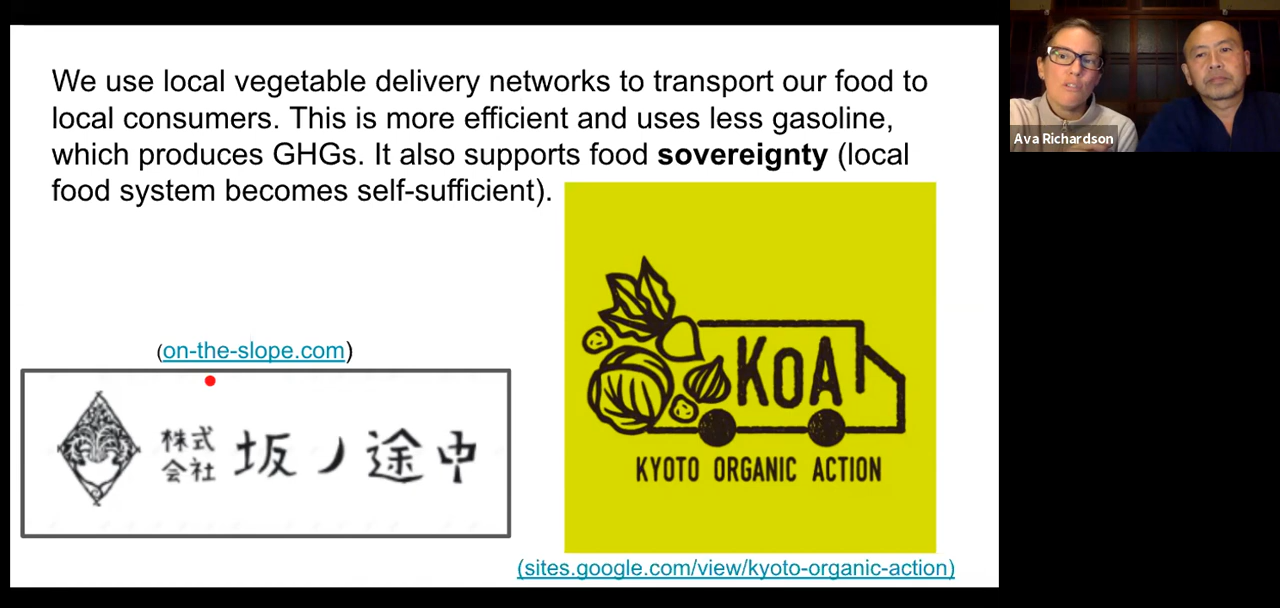 We use local vegetable delivery networks to transport our food to
local consumers. This is more efficient and uses less gasoline,
which produces GHGs. It also supports food sovereignty (local
food system becomes self-sufficient).
(on-the-slope.com)
株式
会社
坂ノ途中
KOA
KYOTO ORGANIC ACTION
(sites.google.com/view/kyoto-organic-action)
Ava Richardson